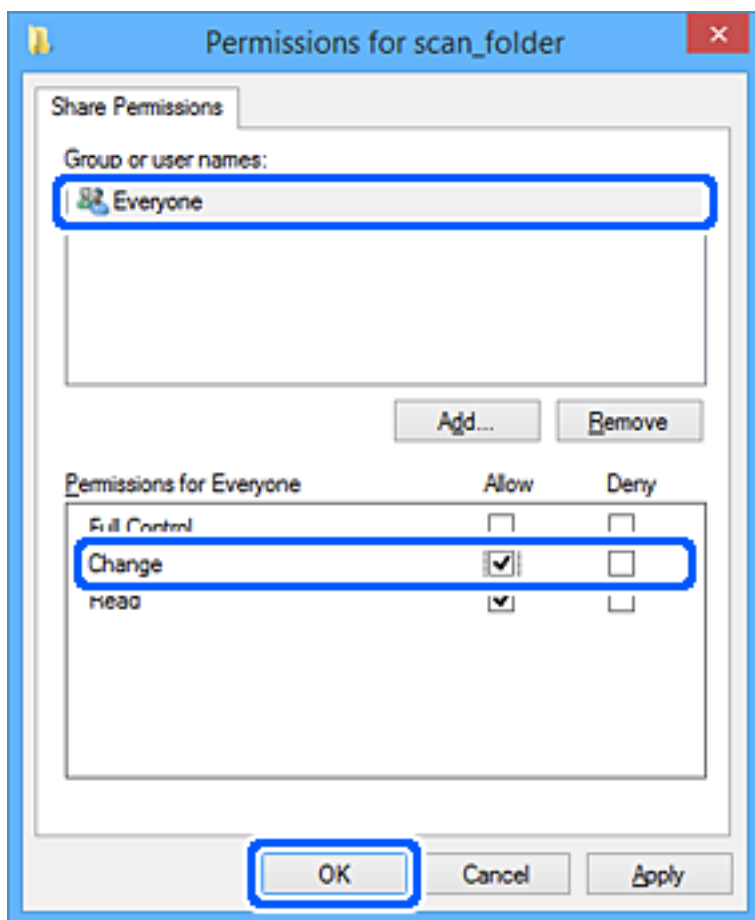 Permissions for scan_folder
Share Permissions
Group or user names:
Everyone
Add... Remove
Permissions for Everyone Allow Deny
Full Control
Change
Read
OK Cancel Apply